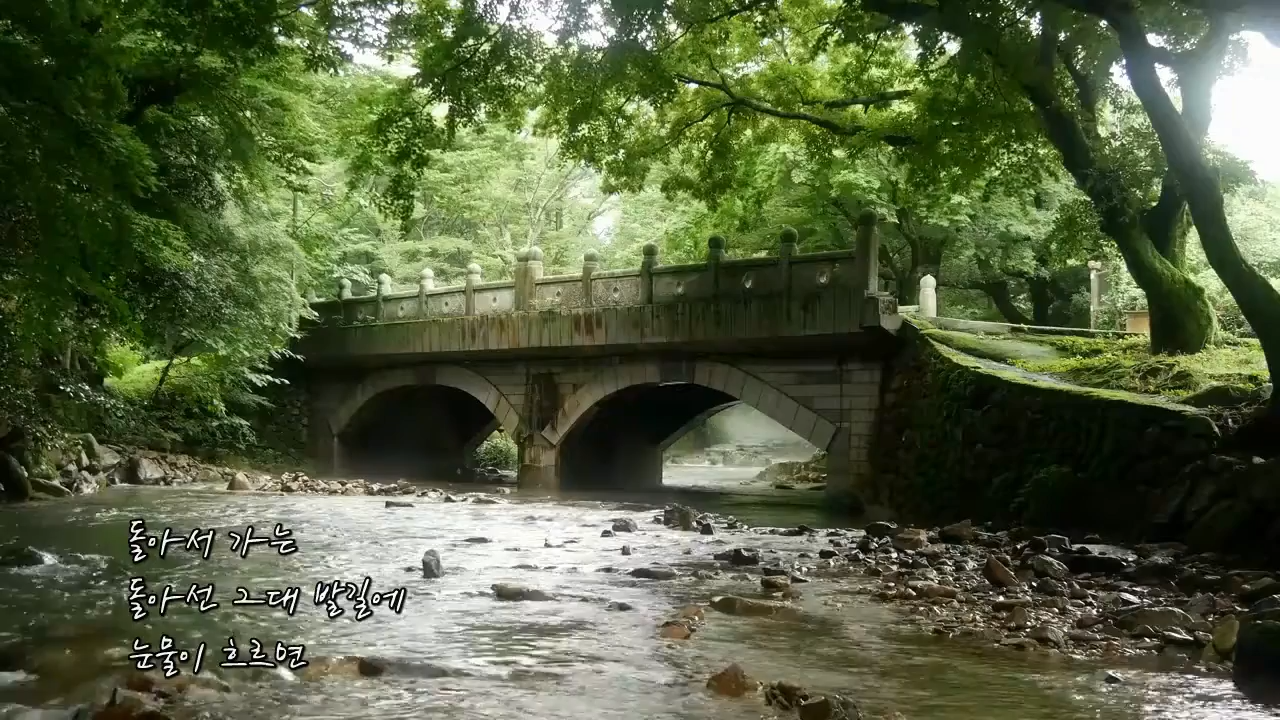 돌아서 가는
돌아선 그대 발길에
눈물이 흐르면